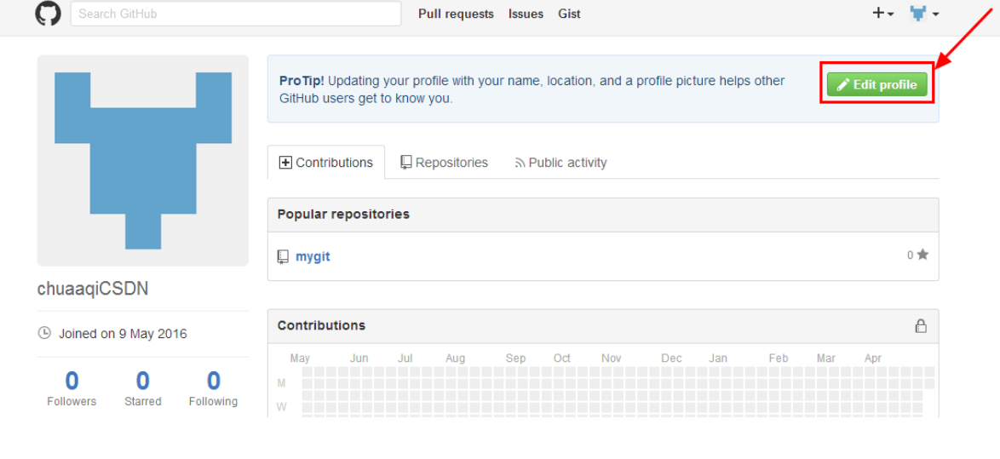 Search GitHub
Pull requests Issues Gist
ProTip! Updating your profile with your name, location, and a profile picture helps other
GitHub users get to know you.
Edit profile
Contributions Repositories Public activity
Popular repositories
mygit 0
chuaaqiCSDN
Joined on 9 May 2016
0 0 0
Followers Starred Following
Contributions
May Jun Jul Aug Sep Oct Nov Dec Jan Feb Mar Apr
M
W